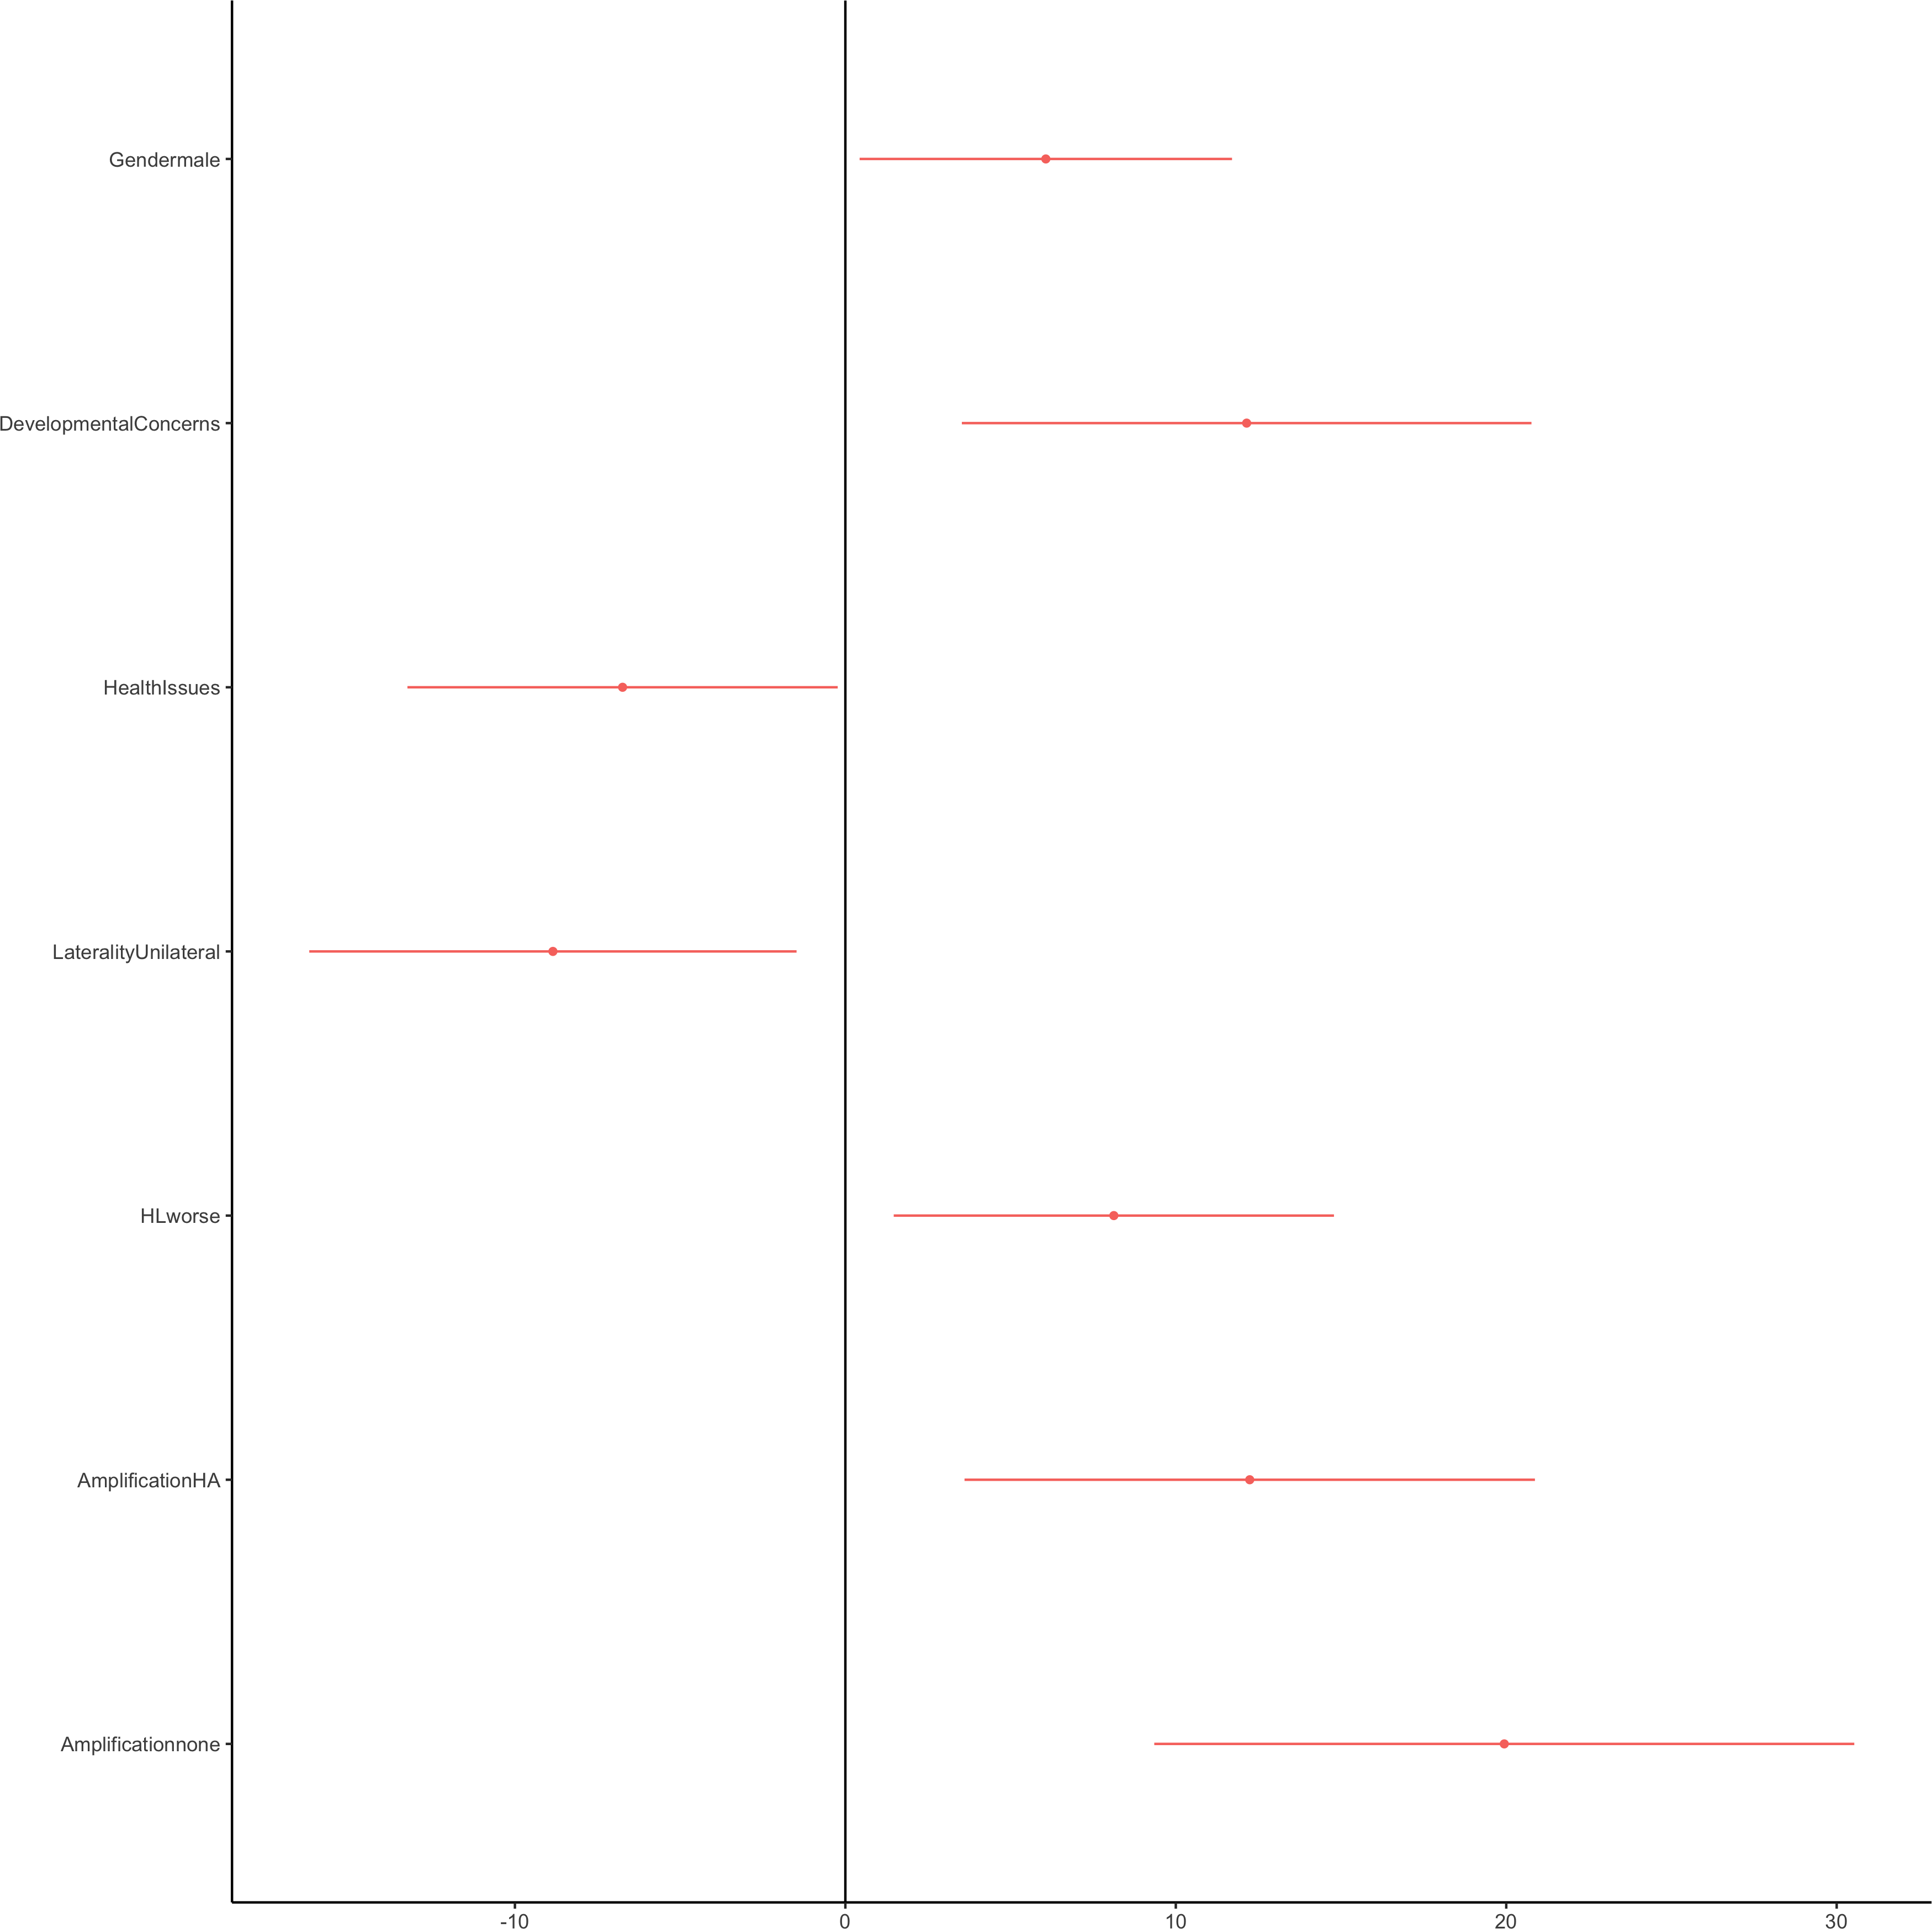 Gendermale
DevelopmentalConcerns
HealthIssues
LateralityUnilateral
HLworse
AmplificationHA
Amplificationnone
-10 0 10 20 30